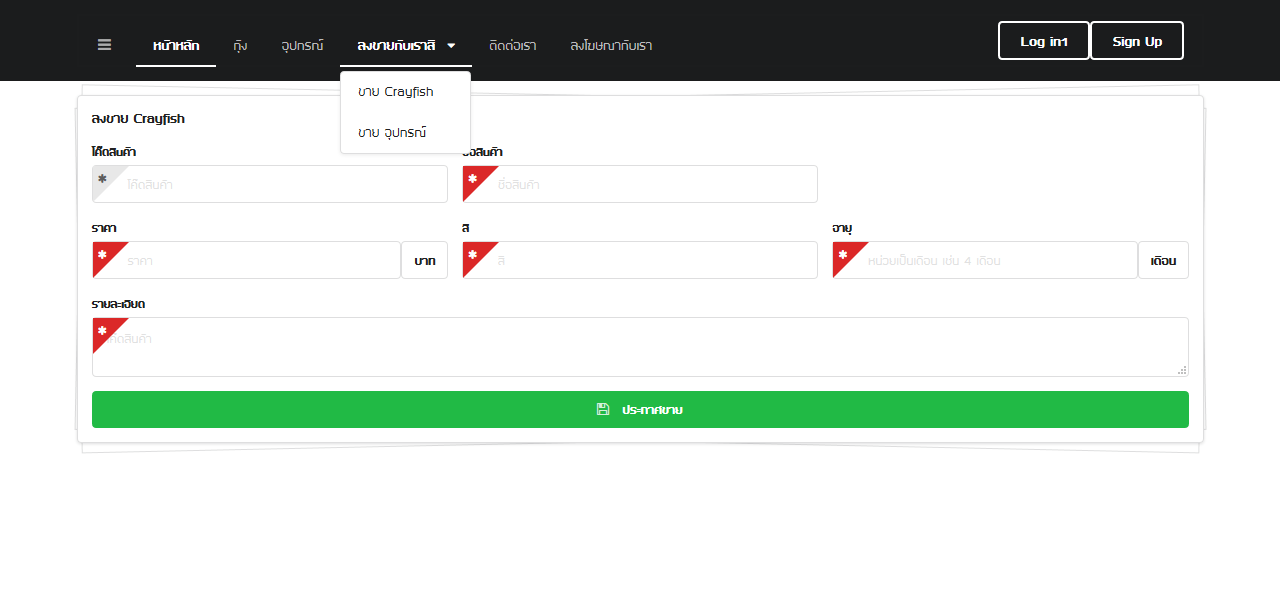 หน้าหลัก กุ้ง อุปกรณ์ ลงขายกับเราสิ ติดต่อเรา ลงโฆษณากับเรา Log in1 Sign Up
ขาย Crayfish
ขาย อุปกรณ์
ลงขาย Crayfish
โค๊ดสินค้า ชื่อสินค้า
* โค๊ดสินค้า * ชื่อสินค้า
ราคา สี อายุ
* ราคา บาท * สี * หน่วยเป็นเดือน เช่น 4 เดือน เดือน
รายละเอียด
* โค๊ดสินค้า
ประกาศขาย